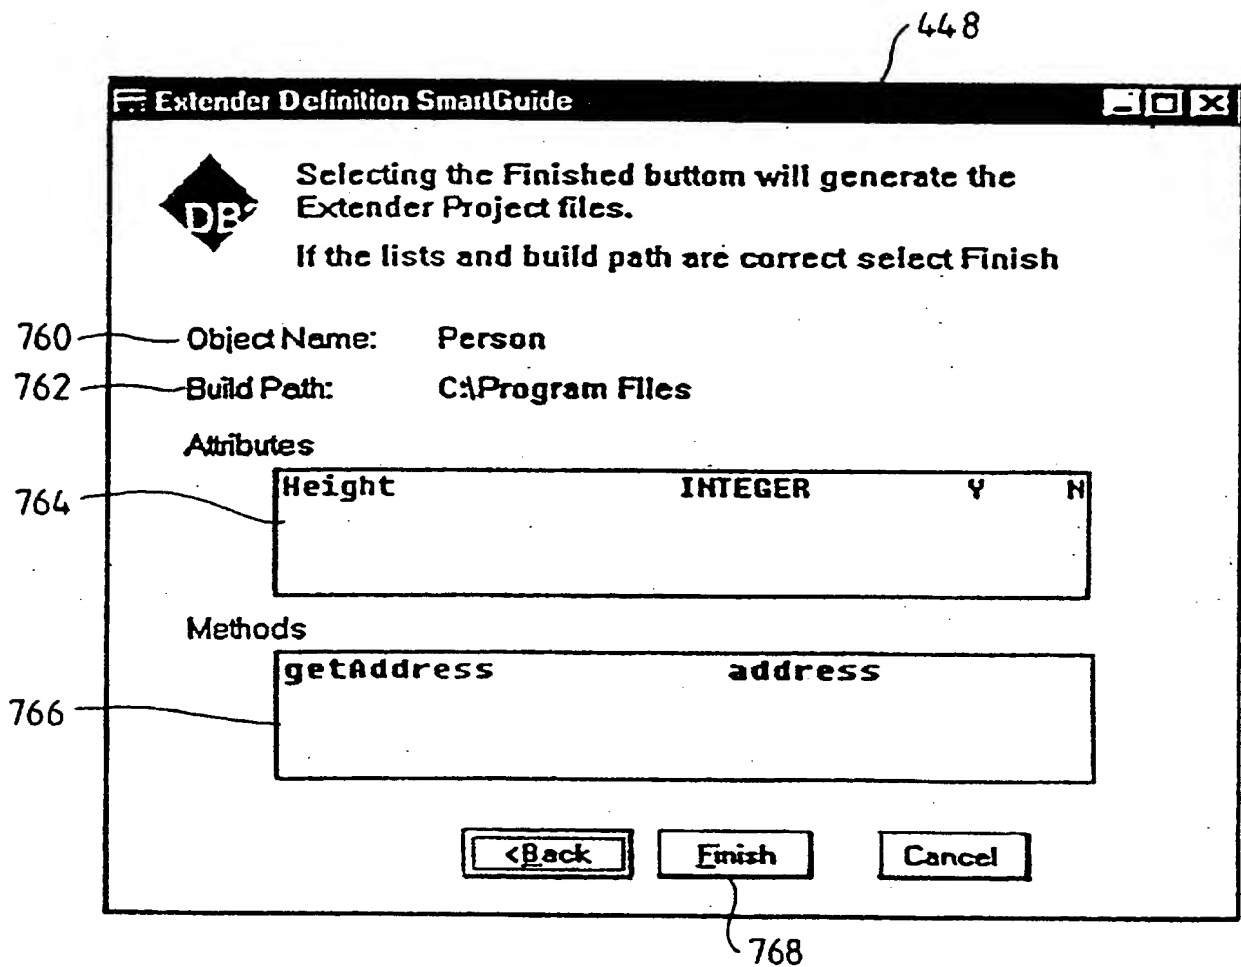 448
Extender Definition SmartGuide
DB2
Selecting the Finished buttom will generate the
Extender Project files.
If the lists and build path are correct select Finish
760 Object Name: Person
762 Build Path: C:\Program Files
Attributes
764 Height INTEGER Y N
Methods
getAddress address
766
<Back Finish Cancel
768